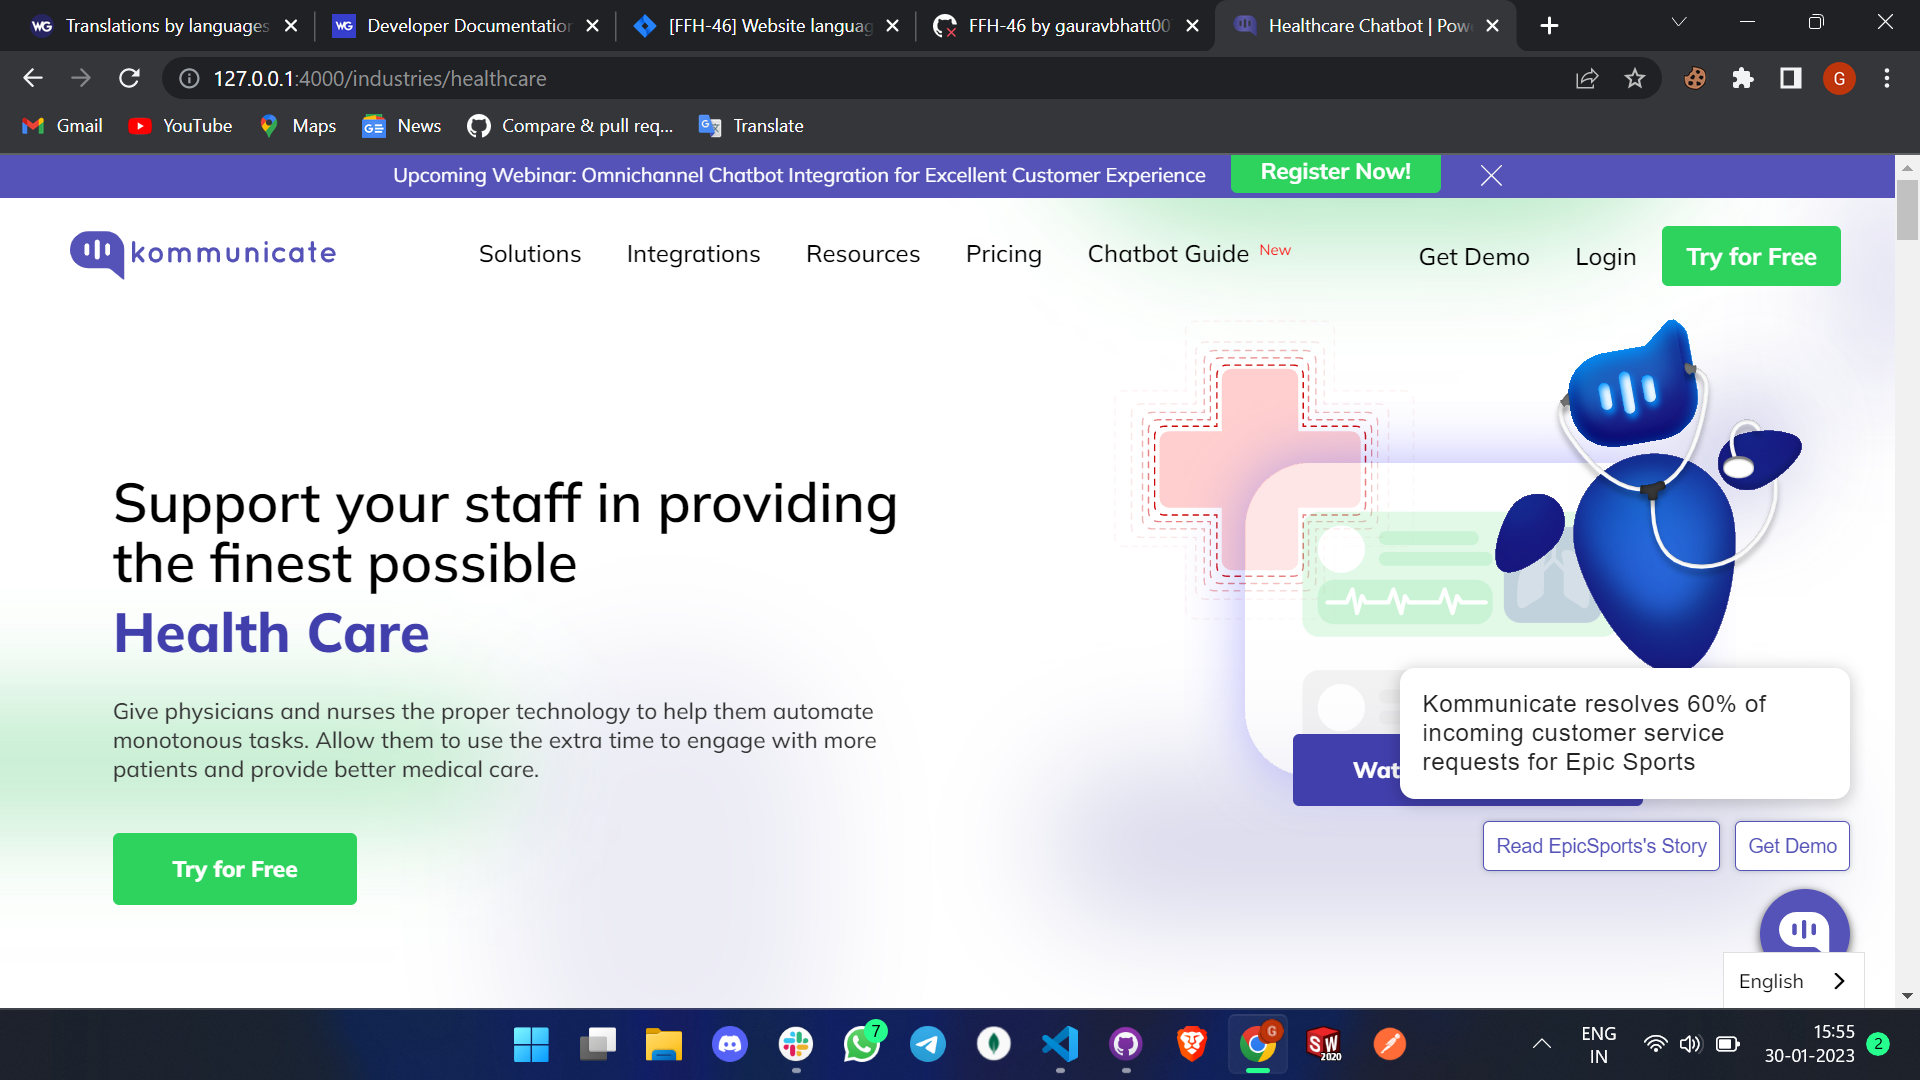 Translations by languages
Developer Documentation
[FFH-46] Website languag
FFH-46 by gauravbhatt00
Healthcare Chatbot | Pow
127.0.0.1:4000/industries/healthcare
G
Gmail
YouTube
Maps
News
Compare & pull req...
Translate
Upcoming Webinar: Omnichannel Chatbot Integration for Excellent Customer Experience
Register Now!
kommunicate
Solutions
Integrations
Resources
Pricing
Chatbot Guide New
Get Demo
Login
Try for Free
Support your staff in providing
the finest possible
Health Care
Give physicians and nurses the proper technology to help them automate
monotonous tasks. Allow them to use the extra time to engage with more
patients and provide better medical care.
Try for Free
Wat
Kommunicate resolves 60% of
incoming customer service
requests for Epic Sports
Read EpicSports's Story
Get Demo
English
7
G
SW
2020
ENG
IN
15:55
30-01-2023
2